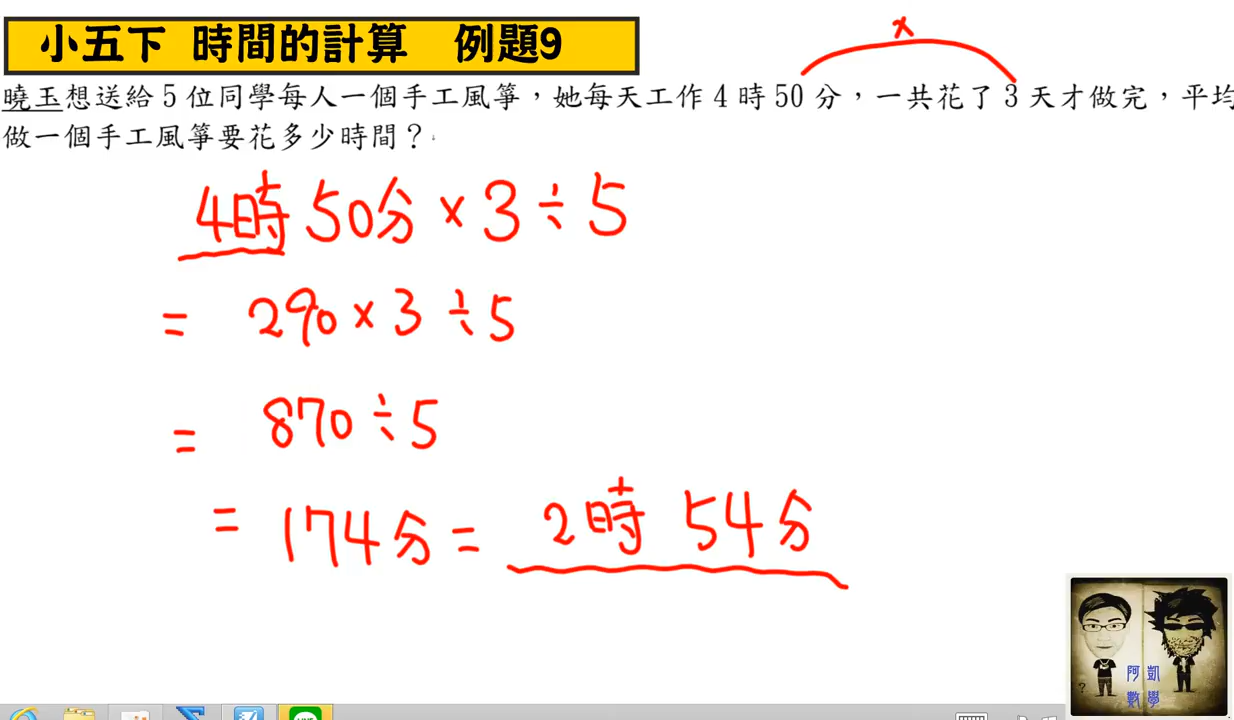 小五下 時間的計算 例題9
x
曉玉想送給5位同學每人一個手工風箏，她每天工作4時50分，一共花了3天才做完，平均
做一個手工風箏要花多少時間？
4時50分×3÷5
= 290×3÷5
= 870÷5
= 174分 = 2時 54分
?
阿凱
數學
LINE